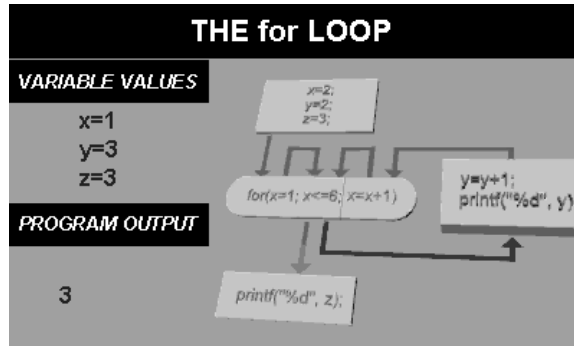 THE for LOOP
VARIABLE VALUES
x=1
y=3
z=3
PROGRAM OUTPUT
3
x=2;
y=2;
z=3;
for(x=1; x<=6; x=x+1)
y=y+1;
printf("%d", y)
printf("%d", z);